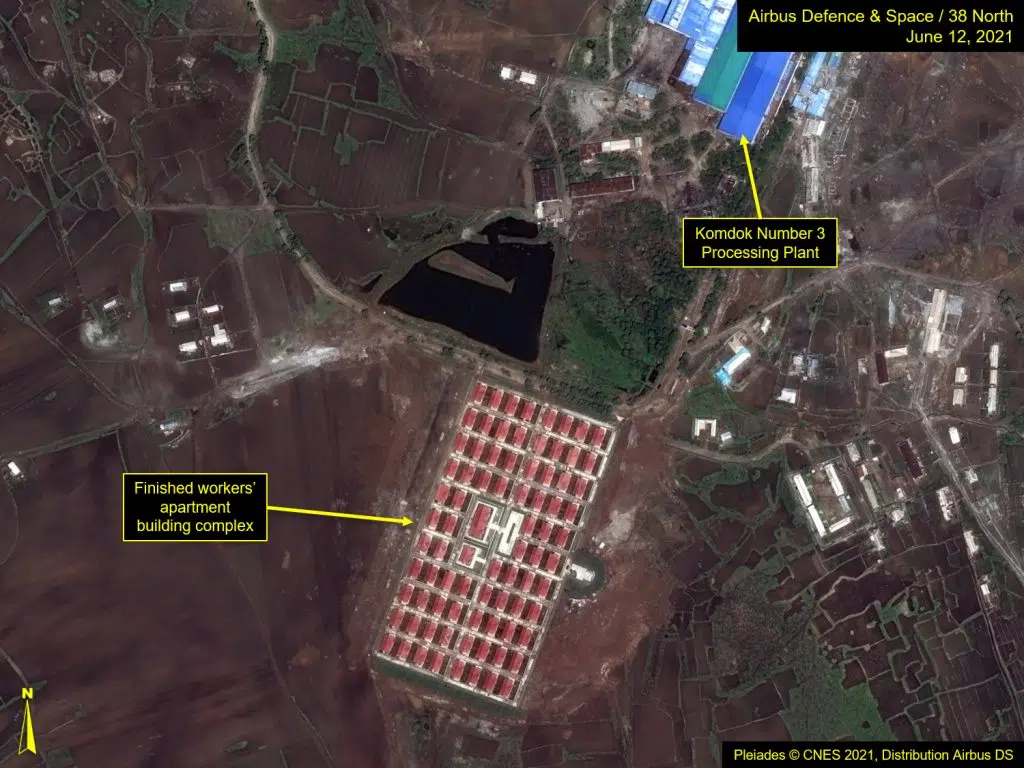 Airbus Defence & Space / 38 North
June 12, 2021
Komdok Number 3
Processing Plant
Finished workers’
apartment
building complex
N
Pleiades © CNES 2021, Distribution Airbus DS